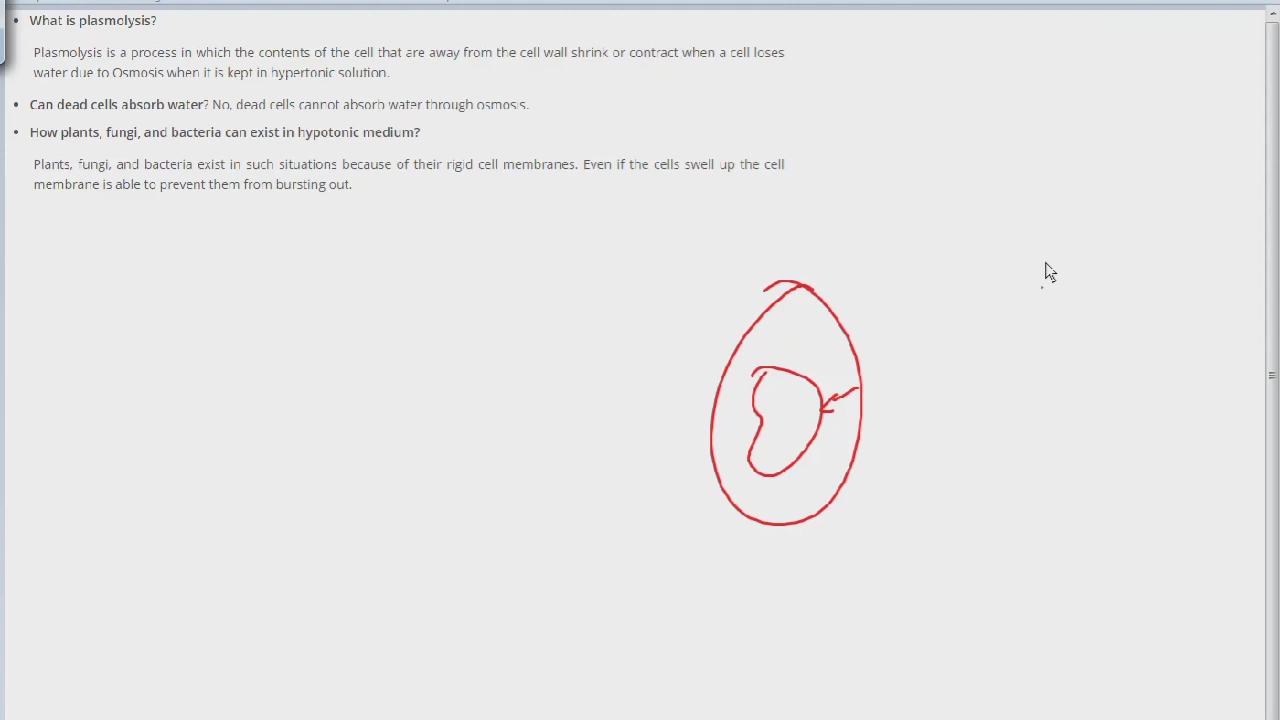 • What is plasmolysis?
Plasmolysis is a process in which the contents of the cell that are away from the cell wall shrink or contract when a cell loses
water due to Osmosis when it is kept in hypertonic solution.
• Can dead cells absorb water? No, dead cells cannot absorb water through osmosis.
• How plants, fungi, and bacteria can exist in hypotonic medium?
Plants, fungi, and bacteria exist in such situations because of their rigid cell membranes. Even if the cells swell up the cell
membrane is able to prevent them from bursting out.